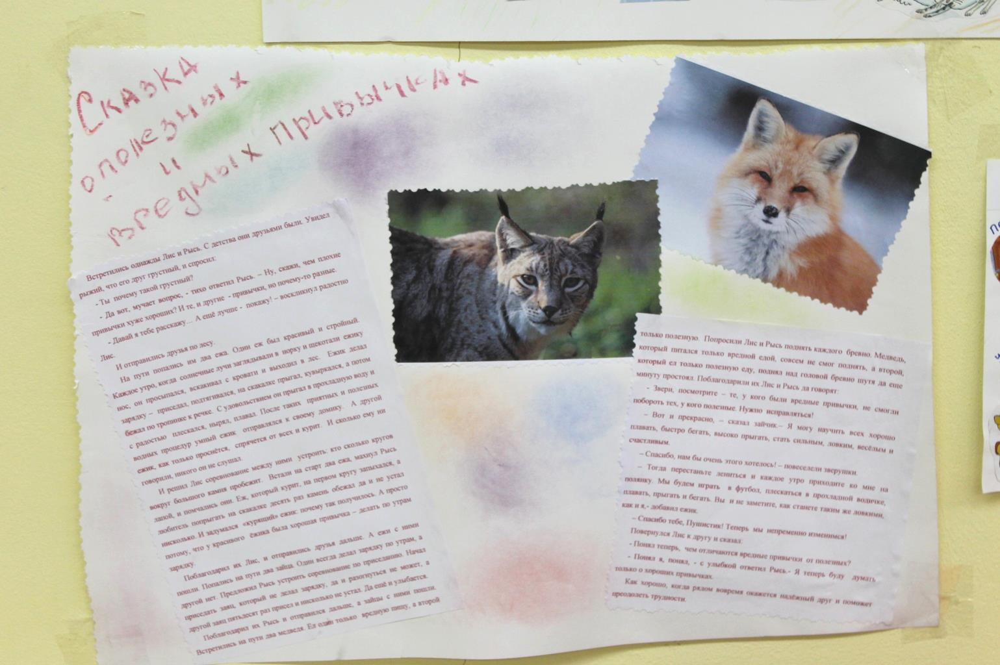 Сказка
о полезных
и
вредных привычках
Встретились однажды Лис и Рысь. С детства они друзьями были. Увидел
рыжий, что его друг грустный, и спросил:
- Ты почему такой грустный?
- Да вот, мучает вопрос, - тихо ответил Рысь. – Ну, скажи, чем плохие
привычки хуже хороших? И те, и другие - привычки, но почему-то разные.
- Давай я тебе расскажу… А ещё лучше - покажу! – воскликнул радостно
Лис.
И отправились друзья по лесу.
На пути попались им два ежа. Один еж был красивый и стройный.
Каждое утро, когда солнечные лучи заглядывали в норку и щекотали ежику
нос, он просыпался, вскакивал с кровати и выходил в лес. Ежик делал
зарядку – приседал, подтягивался, на скакалке прыгал, кувыркался, а потом
бежал по тропинке к речке. С удовольствием он прыгал в прохладную воду и
с радостью плескался, нырял, плавал. После таких приятных и полезных
водных процедур умный ежик отправлялся к своему домику. А другой
ежик, как только проснётся, спрячется от всех и курит. И сколько ему ни
говорили, никого он не слушал.
И решил Лис соревнование между ними устроить: кто сколько кругов
вокруг большого камня пробежит. Встали на старт два ежа, махнул Рысь
лапой, и помчались они. Еж, который курит, на первом кругу запыхался, а
любитель попрыгать на скакалке десять раз камень обежал да и не устал
нисколько. И задумался «курящий» ежик: почему так получилось. А просто
потому, что у красивого ёжика была хорошая привычка – делать по утрам
зарядку.
Поблагодарил их Лис, и отправились друзья дальше. А ежи с ними
пошли. Попались на пути два зайца. Один всегда делал зарядку по утрам, а
другой нет. Предложил Рысь устроить соревнование по приседанию. Начал
приседать заяц, который не делал зарядку, да и разогнуться не может, а
другой заяц пятьдесят раз присел и нисколько не устал. Да ещё и улыбается.
Поблагодарил их Рысь и отправился дальше, а зайцы с ними пошли.
Встретились на пути два медведя. Ел один только вредную пищу, а второй
только полезную. Попросили Лис и Рысь поднять каждого бревно. Медведь,
который питался только вредной едой, совсем не смог поднять, а второй,
который ел только полезную еду, поднял над головой бревно шутя да еще
минуту простоял. Поблагодарили их Лис и Рысь да говорят:
- Звери, посмотрите – те, у кого были вредные привычки, не смогли
побороть тех, у кого полезные. Нужно исправляться!
– Вот и прекрасно, – сказал зайчик.– Я могу научить всех хорошо
плавать, быстро бегать, высоко прыгать, стать сильным, ловким, весёлым и
счастливым.
– Спасибо, нам бы очень этого хотелось! – повеселели зверушки.
– Тогда перестаньте лениться и каждое утро приходите ко мне на
полянку. Мы будем играть в футбол, плескаться в прохладной водичке,
плавать, прыгать и бегать. Вы и не заметите, как станете такими же ловкими,
как и я,- добавил ежик.
– Спасибо тебе, Пушистик! Теперь мы непременно изменимся!
Повернулся Лис к другу и сказал:
- Понял теперь, чем отличаются вредные привычки от полезных?
- Понял я, понял, - с улыбкой ответил Рысь.- Я теперь буду думать
только о хороших привычках.
Как хорошо, когда рядом вовремя окажется надёжный друг и поможет
преодолеть трудности.